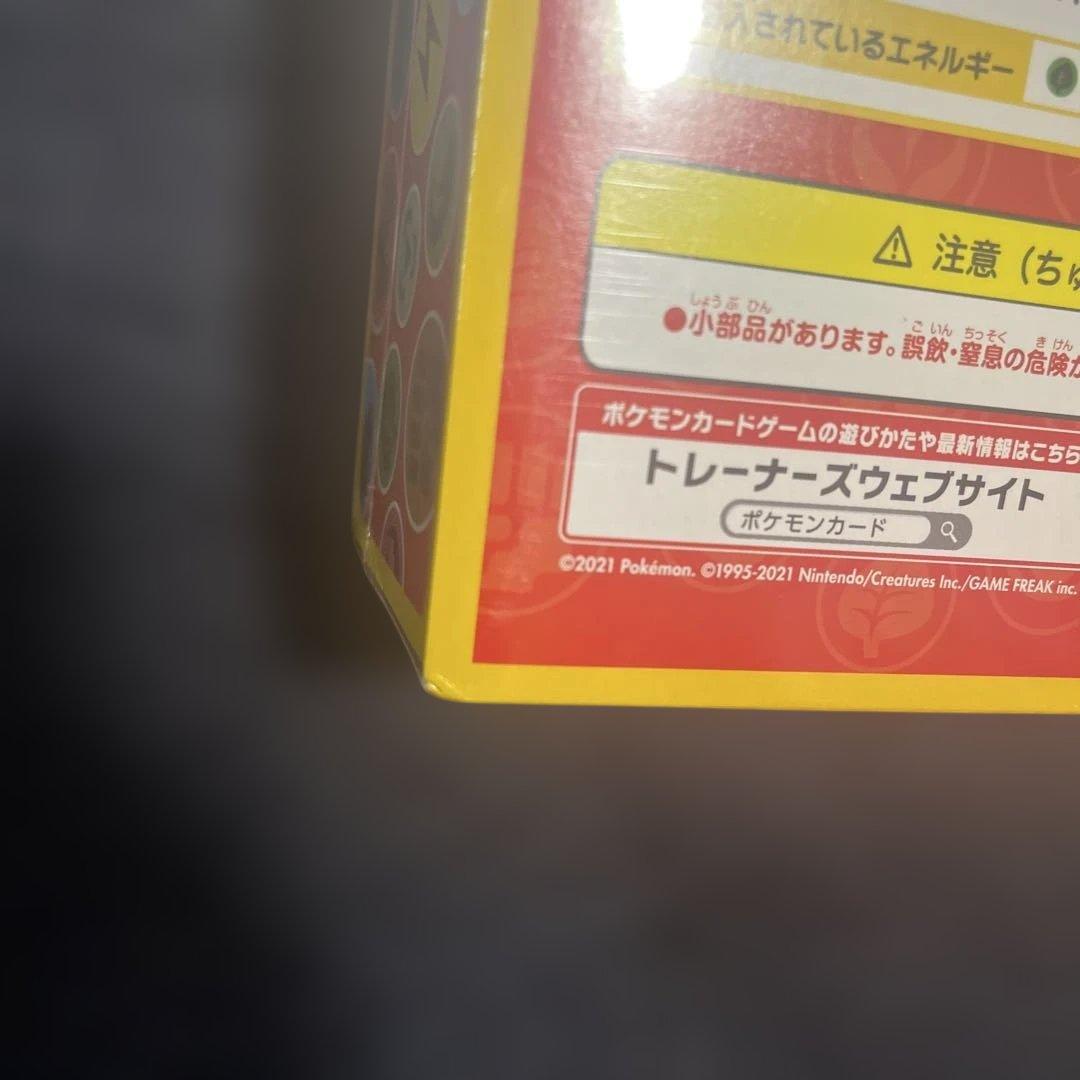 入されているエネルギー
⚠ 注意（ちゅ
しょうぶひん
●小部品があります。誤飲・窒息の危険が
ごいん ちっそく きけん
ポケモンカードゲームの遊びかたや最新情報はこちら
トレーナーズウェブサイト
ポケモンカード
©2021 Pokémon. ©1995-2021 Nintendo/Creatures Inc./GAME FREAK inc.